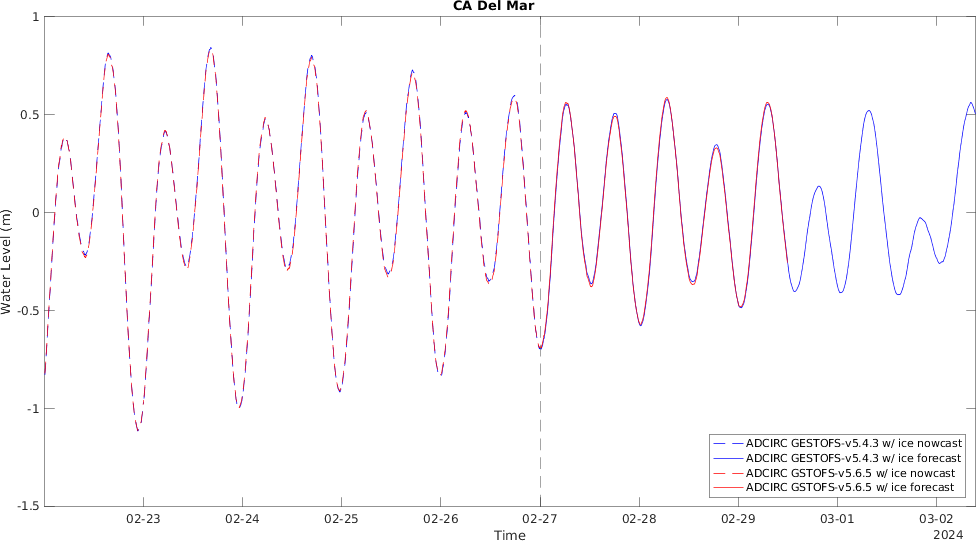 CA Del Mar
1
0.5
0
-0.5
-1
-1.5
Water Level (m)
02-23
02-24
02-25
02-26
02-27
02-28
02-29
03-01
03-02
Time
2024
ADCIRC GESTOFS-v5.4.3 w/ ice nowcast
ADCIRC GESTOFS-v5.4.3 w/ ice forecast
ADCIRC GSTOFS-v5.6.5 w/ ice nowcast
ADCIRC GSTOFS-v5.6.5 w/ ice forecast